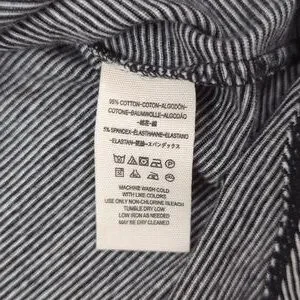 95% COTTON-COTON-ALGODÓN-
COTONE-BAUMWOLLE-ALGODÃO
-棉花-綿
5% SPANDEX-ÉLASTHANNE-ELASTANO
-ELASTAN-スパンデックス
MACHINE WASH COLD
WITH LIKE COLORS
USE ONLY NON-CHLORINE BLEACH
TUMBLE DRY LOW
LOW IRON AS NEEDED
MAY BE DRY CLEANED